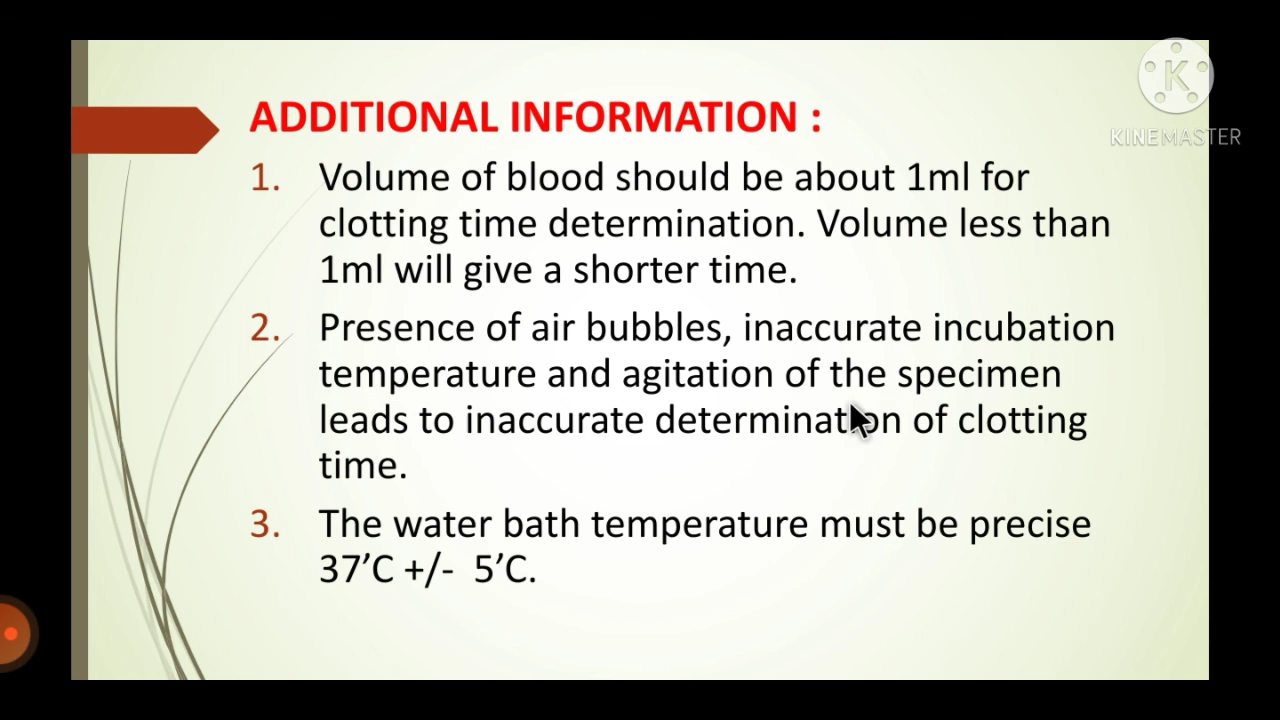 ADDITIONAL INFORMATION :
1. Volume of blood should be about 1ml for
clotting time determination. Volume less than
1ml will give a shorter time.
2. Presence of air bubbles, inaccurate incubation
temperature and agitation of the specimen
leads to inaccurate determination of clotting
time.
3. The water bath temperature must be precise
37’C +/- 5’C.
K
KINEMASTER